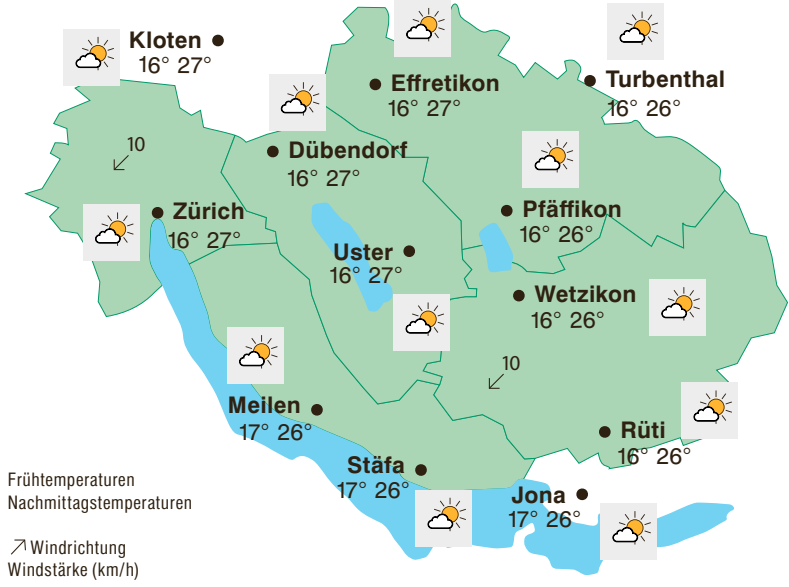 Kloten
16° 27°
Effretikon
16° 27°
Turbenthal
16° 26°
10
Dübendorf
16° 27°
Zürich
16° 27°
Pfäffikon
16° 26°
Uster
16° 27°
Wetzikon
16° 26°
10
Meilen
17° 26°
Rüti
16° 26°
Stäfa
17° 26°
Jona
17° 26°
Frühtemperaturen
Nachmittagstemperaturen
Windrichtung
Windstärke (km/h)